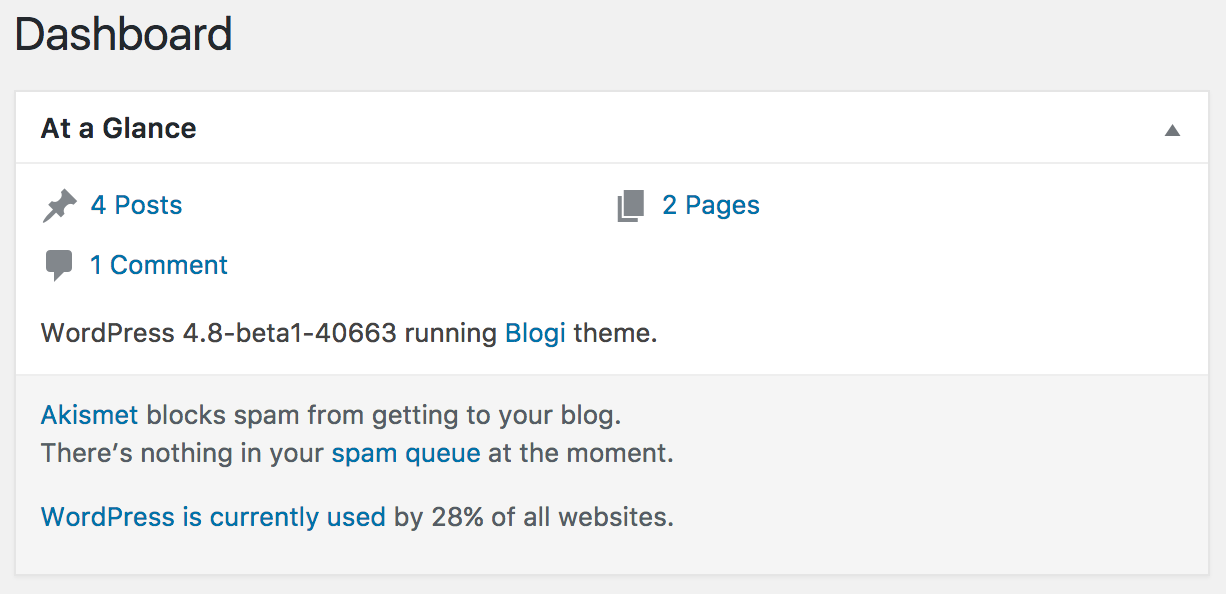 Dashboard
At a Glance
4 Posts
2 Pages
1 Comment
WordPress 4.8-beta1-40663 running Blogi theme.
Akismet blocks spam from getting to your blog.
There’s nothing in your spam queue at the moment.
WordPress is currently used by 28% of all websites.